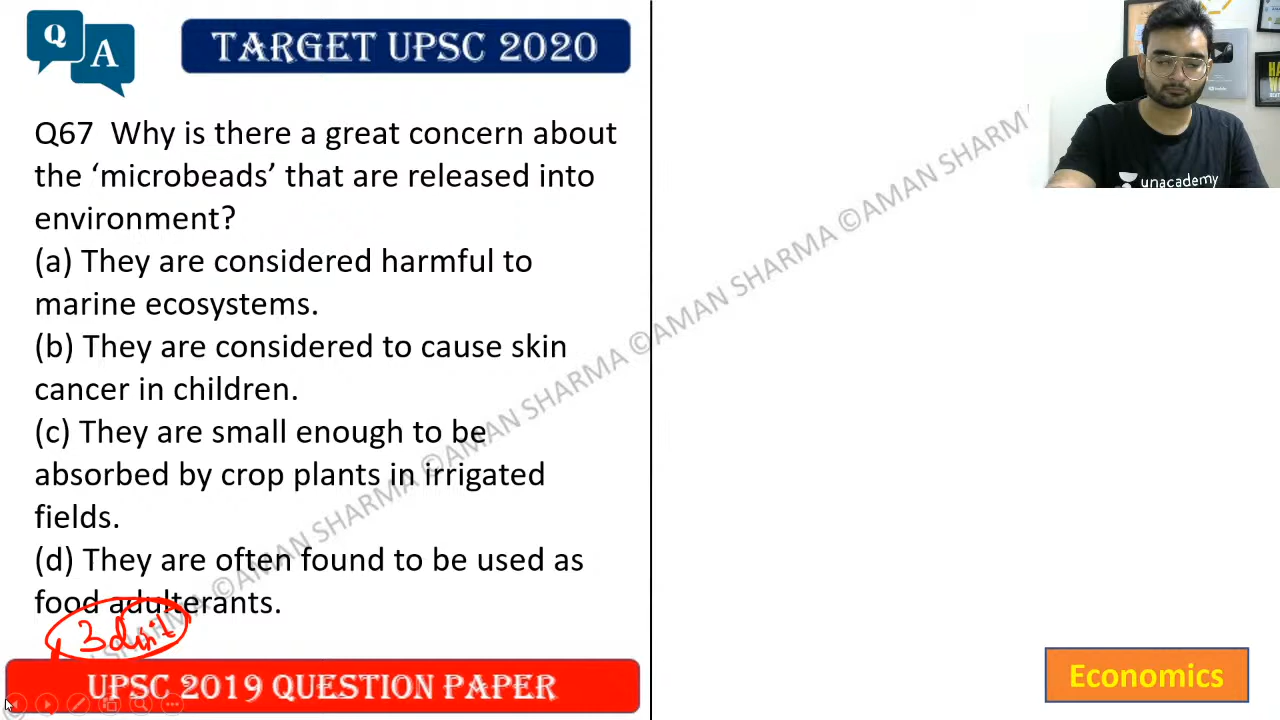 Q
A
TARGET UPSC 2020
Q67 Why is there a great concern about
the ‘microbeads’ that are released into
environment?
(a) They are considered harmful to
marine ecosystems.
(b) They are considered to cause skin
cancer in children.
(c) They are small enough to be
absorbed by crop plants in irrigated
fields.
(d) They are often found to be used as
food adulterants.
UPSC 2019 QUESTION PAPER
©AMAN SHARMA ©AMAN SHARMA ©AMAN SHARMA ©AMAN SHARMA
unacademy
Economics